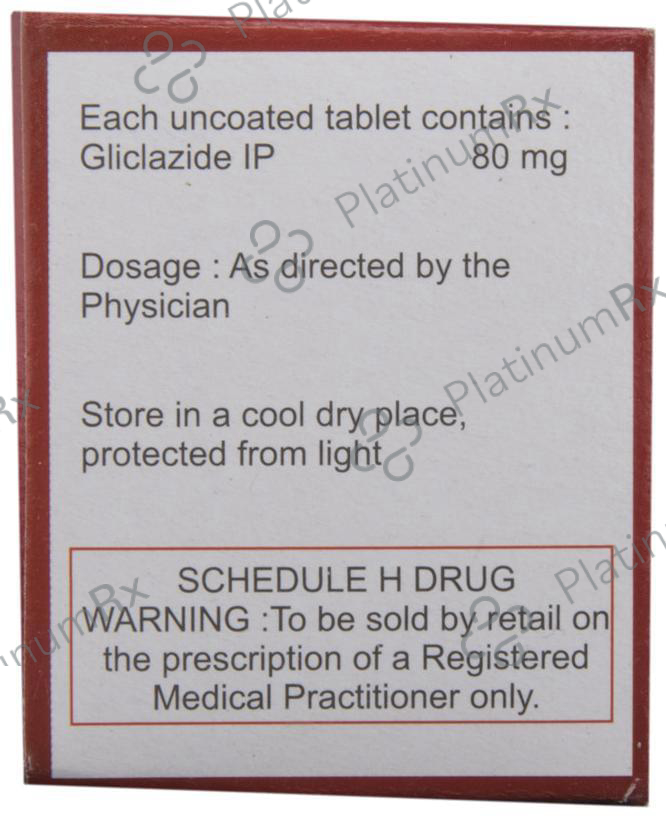 Each uncoated tablet contains :
Gliclazide IP 80 mg
Dosage : As directed by the
Physician
Store in a cool dry place,
protected from light
SCHEDULE H DRUG
WARNING :To be sold by retail on
the prescription of a Registered
Medical Practitioner only.
PlatinumRx
PlatinumRx